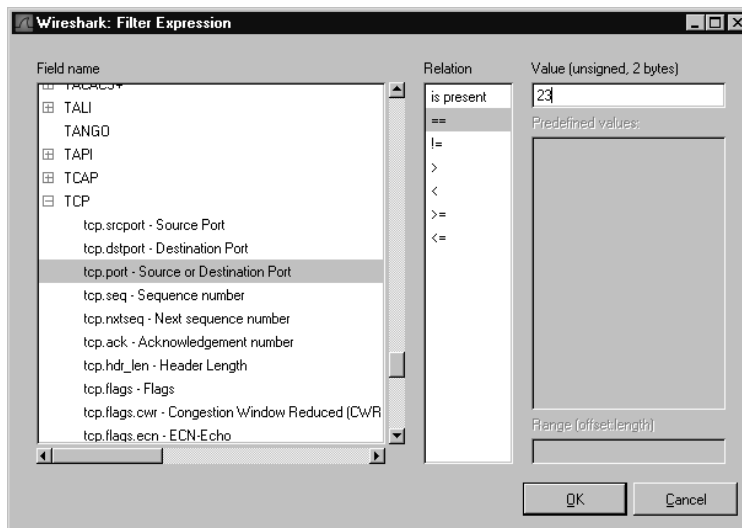 Wireshark: Filter Expression
Field name
TACACS+
TALI
TANGO
TAPI
TCAP
TCP
tcp.srcport - Source Port
tcp.dstport - Destination Port
tcp.port - Source or Destination Port
tcp.seq - Sequence number
tcp.nxtseq - Next sequence number
tcp.ack - Acknowledgement number
tcp.hdr_len - Header Length
tcp.flags - Flags
tcp.flags.cwr - Congestion Window Reduced (CWR
tcp.flags.ecn - ECN-Echo
Relation
is present
==
!=
>
<
>=
<=
Value (unsigned, 2 bytes)
23
Predefined values:
Range (offset:length)
OK
Cancel